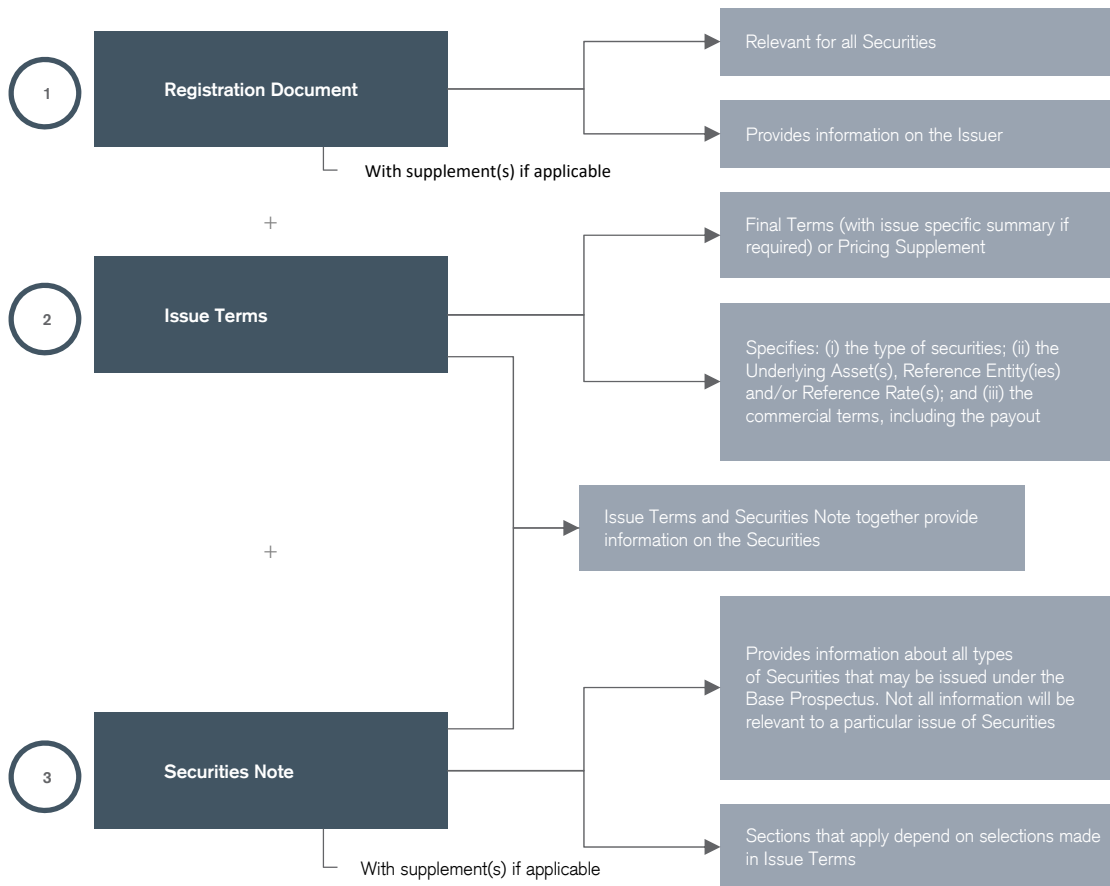 1
Registration Document
With supplement(s) if applicable
Relevant for all Securities
Provides information on the Issuer
+
2
Issue Terms
Final Terms (with issue specific summary if
required) or Pricing Supplement
Specifies: (i) the type of securities; (ii) the
Underlying Asset(s), Reference Entity(ies)
and/or Reference Rate(s); and (iii) the
commercial terms, including the payout
Issue Terms and Securities Note together provide
information on the Securities
+
3
Securities Note
With supplement(s) if applicable
Provides information about all types
of Securities that may be issued under the
Base Prospectus. Not all information will be
relevant to a particular issue of Securities
Sections that apply depend on selections made
in Issue Terms